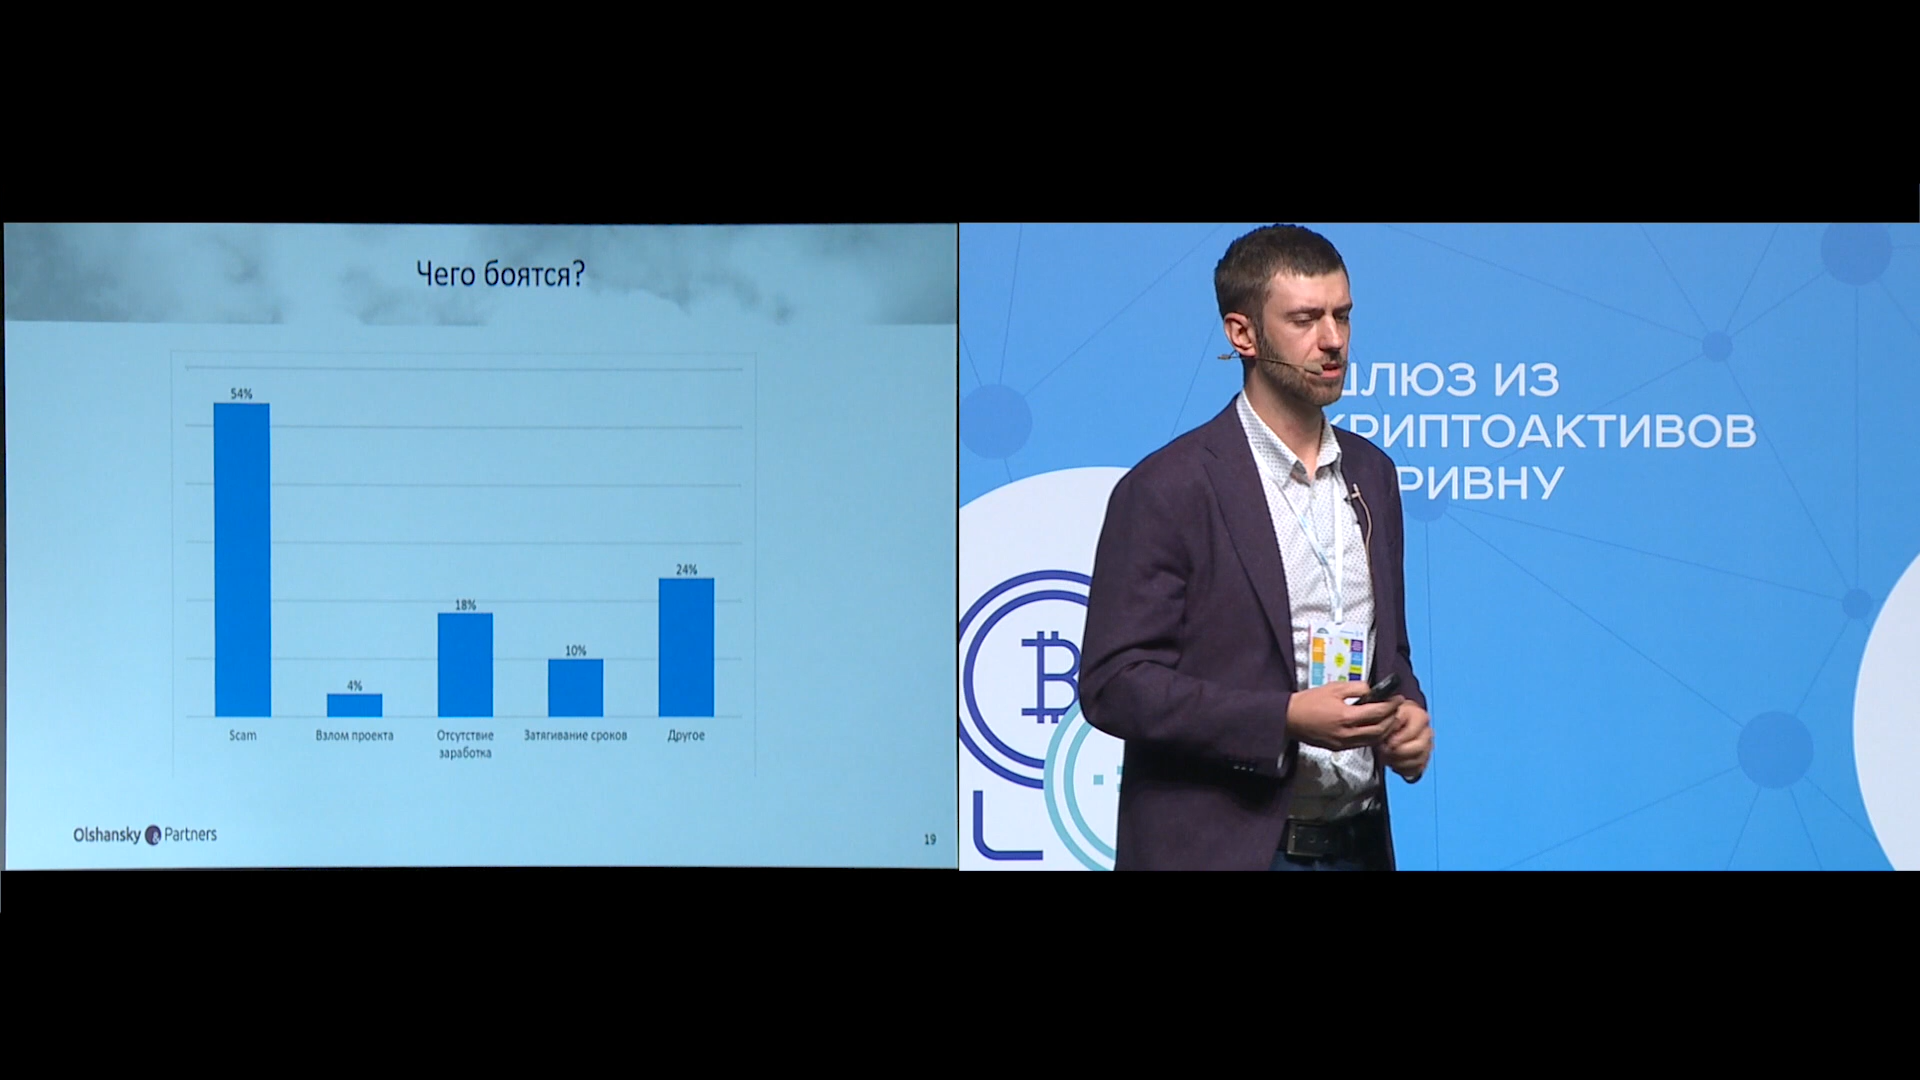 Чего боятся?
54%
4%
18%
10%
24%
Scam
Взлом проекта
Отсутствие
заработка
Затягивание сроков
Другое
Olshansky & Partners
19
ШЛЮЗ ИЗ
КРИПТОАКТИВОВ
РИВНУ
L